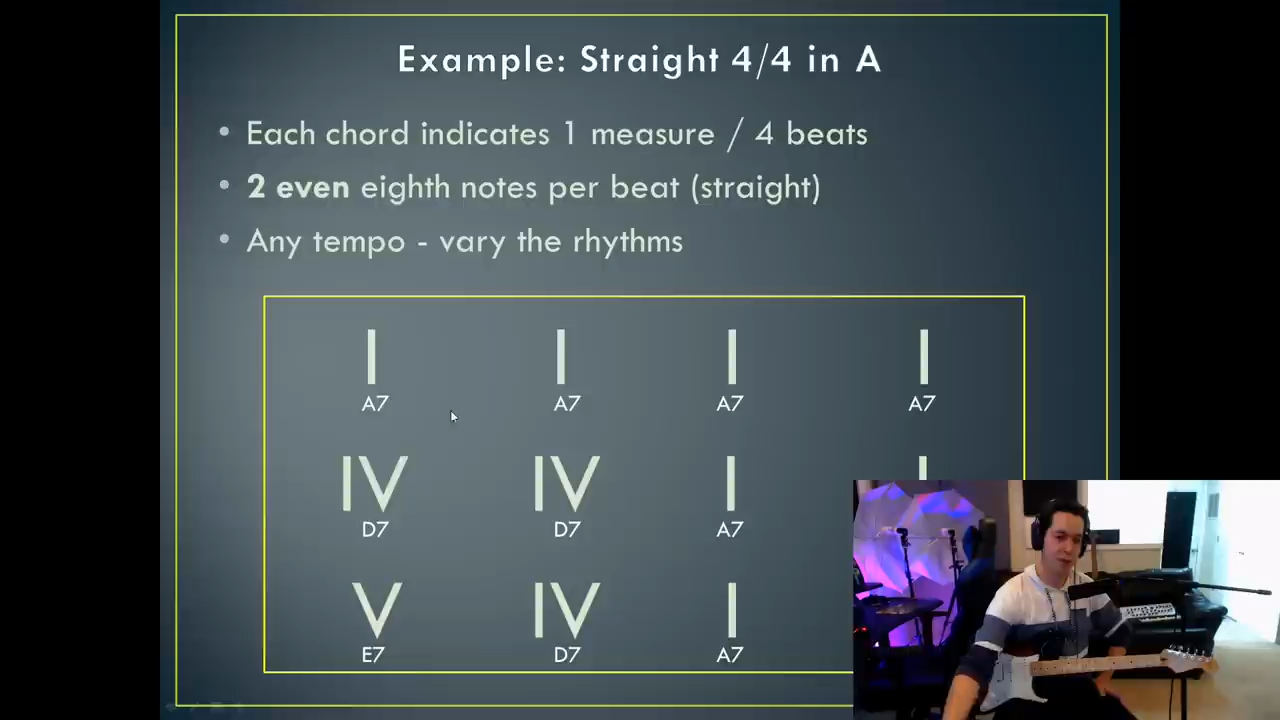 Example: Straight 4/4 in A
• Each chord indicates 1 measure / 4 beats
• 2 even eighth notes per beat (straight)
• Any tempo - vary the rhythms
I I I I
A7 A7 A7 A7
IV IV I I
D7 D7 A7
V IV I
E7 D7 A7